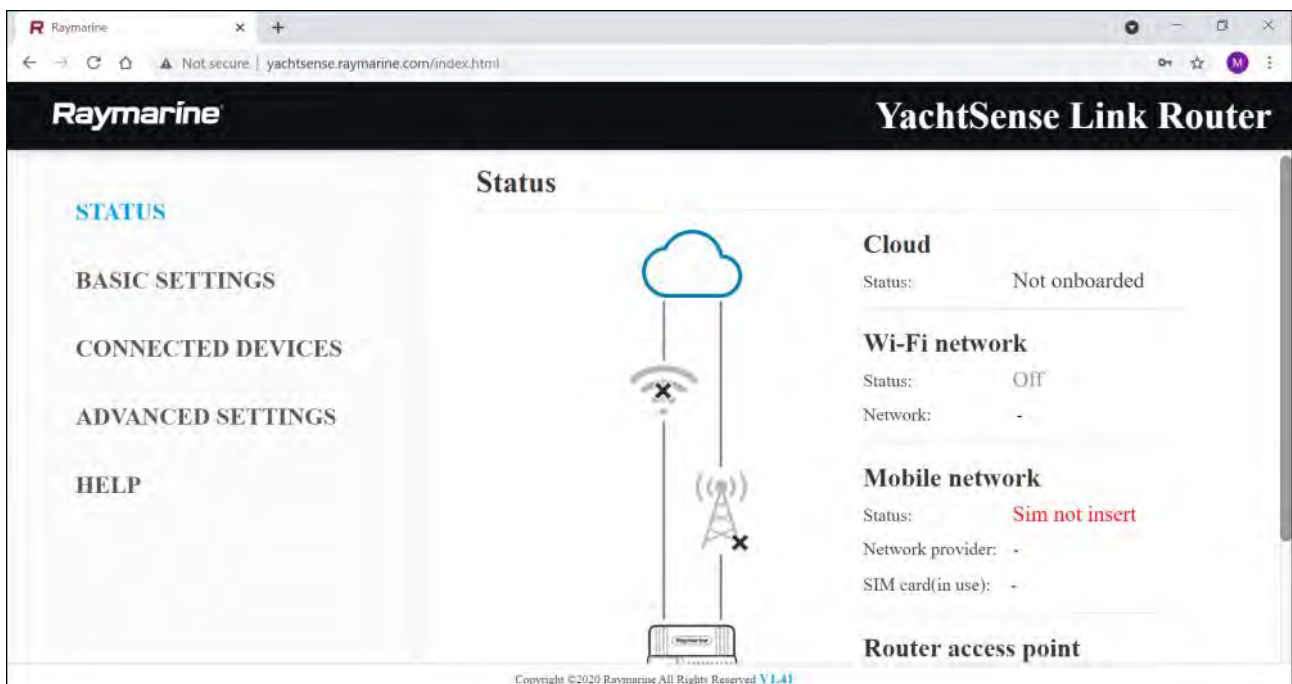 Raymarine
Not secure | yachtsense.raymarine.com/index.html
M
Raymarine
YachtSense Link Router
STATUS
BASIC SETTINGS
CONNECTED DEVICES
ADVANCED SETTINGS
HELP
Status
Cloud
Status: Not onboarded
Wi-Fi network
Status: Off
Network: -
Mobile network
Status: Sim not insert
Network provider: -
SIM card(in use): -
Raymarine
Router access point
Copyright ©2020 Raymarine All Rights Reserved V1.41